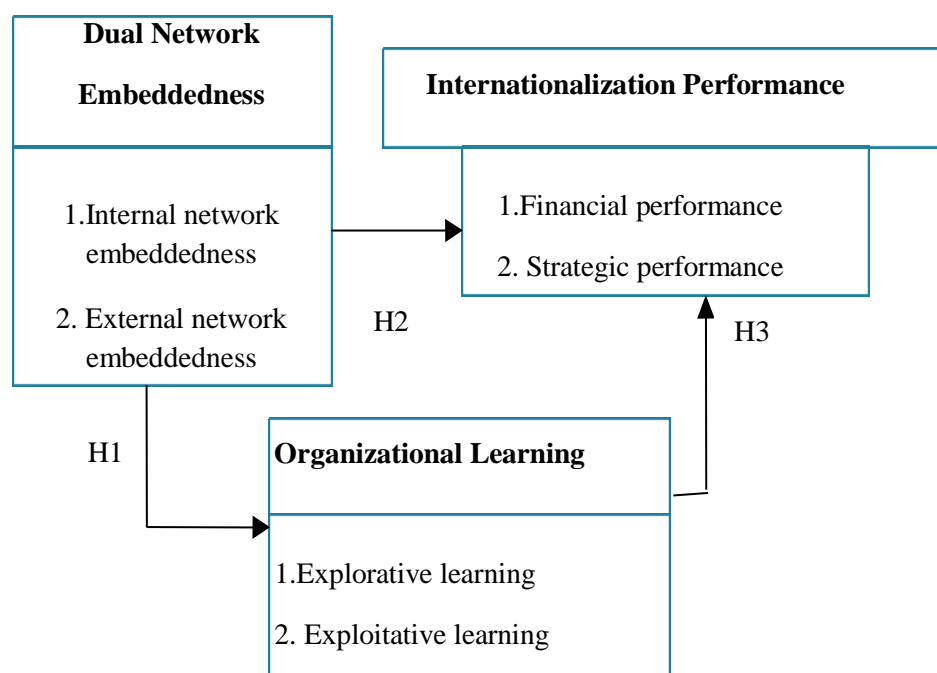 Dual Network
Embeddedness
1.Internal network
embeddedness
2. External network
embeddedness
Internationalization Performance
1.Financial performance
2. Strategic performance
H2
H3
H1
Organizational Learning
1.Explorative learning
2. Exploitative learning